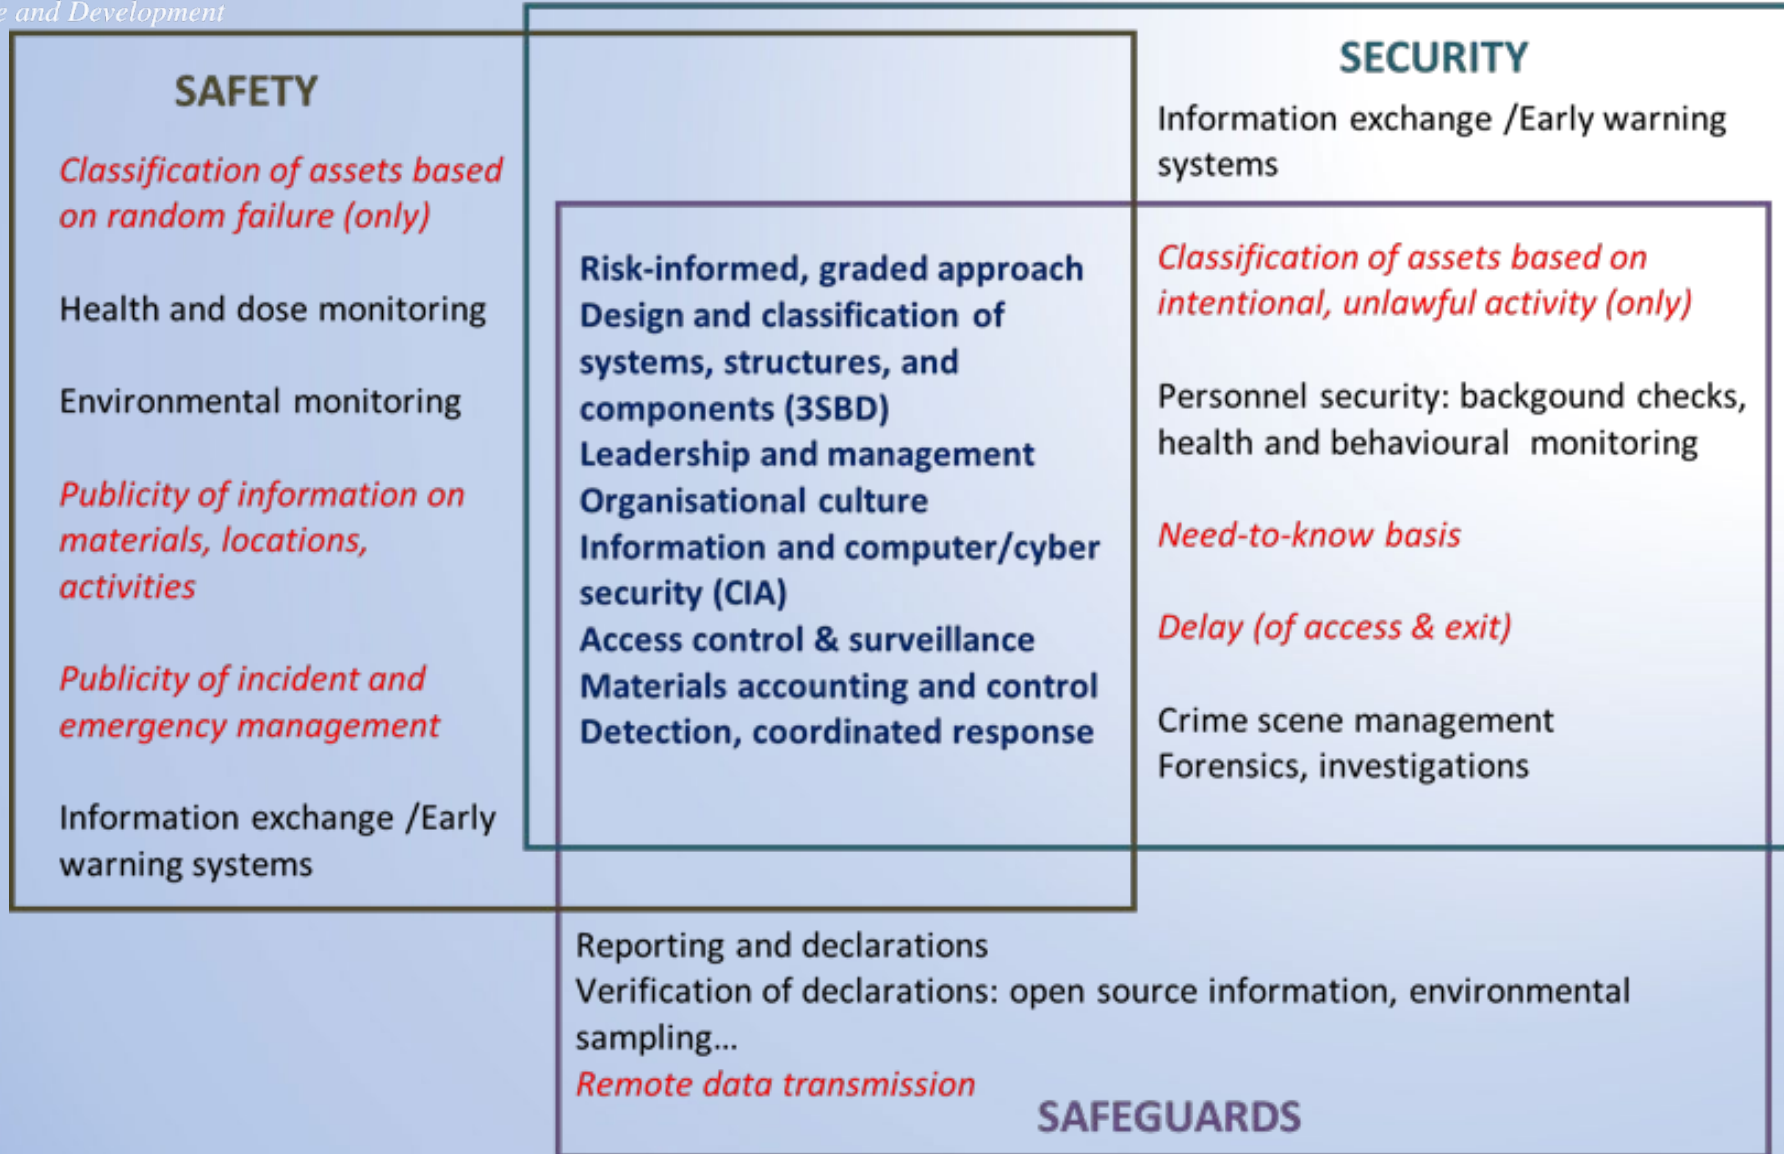 e and Development
SAFETY
Classification of assets based
on random failure (only)
Health and dose monitoring
Environmental monitoring
Publicity of information on
materials, locations,
activities
Publicity of incident and
emergency management
Information exchange /Early
warning systems
Risk-informed, graded approach
Design and classification of
systems, structures, and
components (3SBD)
Leadership and management
Organisational culture
Information and computer/cyber
security (CIA)
Access control & surveillance
Materials accounting and control
Detection, coordinated response
SECURITY
Information exchange /Early warning
systems
Classification of assets based on
intentional, unlawful activity (only)
Personnel security: backgound checks,
health and behavioural monitoring
Need-to-know basis
Delay (of access & exit)
Crime scene management
Forensics, investigations
Reporting and declarations
Verification of declarations: open source information, environmental
sampling...
Remote data transmission
SAFEGUARDS